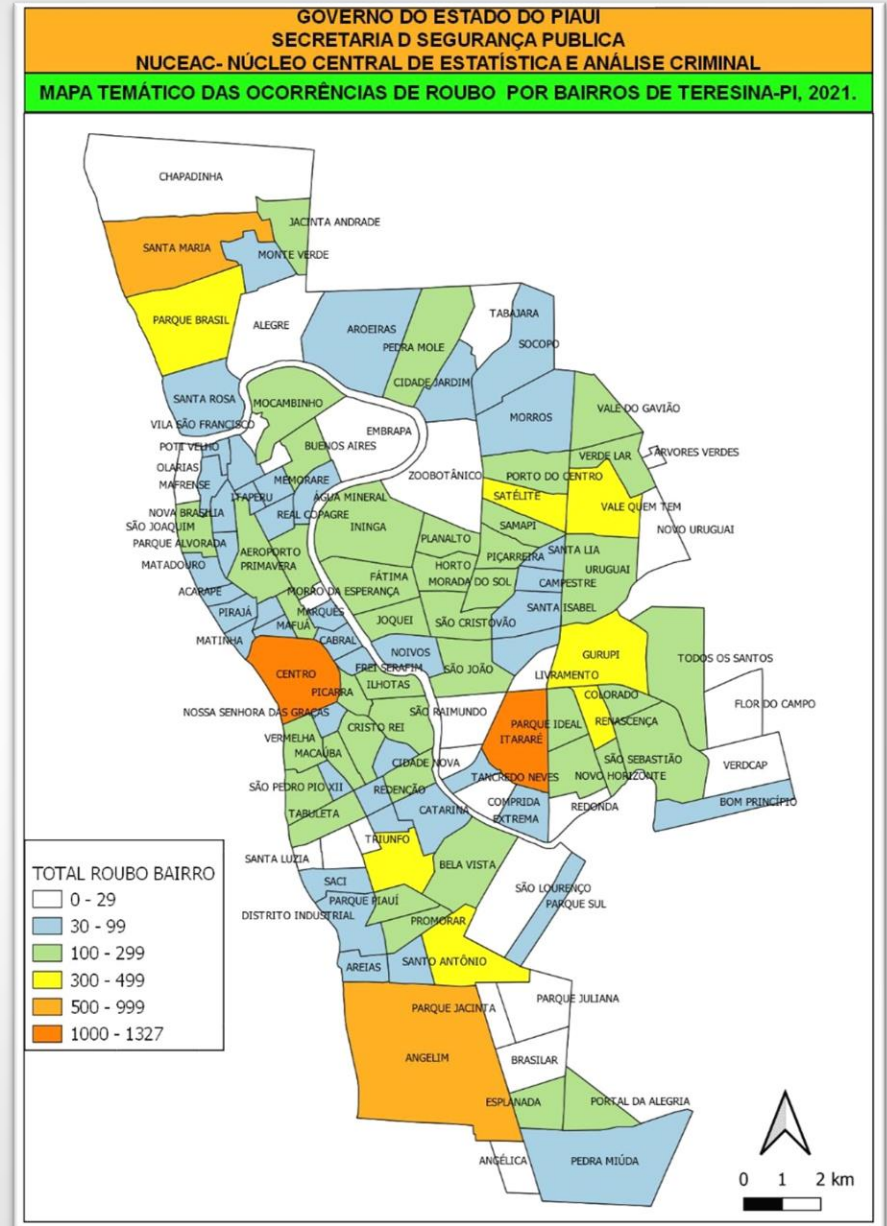 GOVERNO DO ESTADO DO PIAUI
SECRETARIA D SEGURANÇA PUBLICA
NUCEAC- NÚCLEO CENTRAL DE ESTATÍSTICA E ANÁLISE CRIMINAL
MAPA TEMÁTICO DAS OCORRÊNCIAS DE ROUBO POR BAIRROS DE TERESINA-PI, 2021.
CHAPADINHA
JACINTA ANDRADE
SANTA MARIA
MONTE VERDE
PARQUE BRASIL
ALEGRE
AROEIRAS
TABAJARA
PEDRA MOLE
SOCOPO
CIDADE JARDIM
SANTA ROSA
MOCAMBINHO
VALE DO GAVIÃO
MORROS
VILA SÃO FRANCISCO
EMBRAPA
POTI VELHO
BUENOS AIRES
VERDE LAR
ÁRVORES VERDES
OLARIAS
ZOOBOTÂNICO
PORTO DO CENTRO
MAFRENSE
MEMORARE
ITAPERU
ÁGUA MINERAL
SATÉLITE
VALE QUEM TEM
NOVA BRASILIA
REAL COPAGRE
SÃO JOAQUIM
ININGA
SAMAPI
NOVO URUGUAI
PARQUE ALVORADA
PLANALTO
AEROPORTO
PIÇARREIRA
SANTA LIA
MATADOURO
PRIMAVERA
HORTO
URUGUAI
FÁTIMA
MORADA DO SOL
CAMPESTRE
ACARAPE
MORRO DA ESPERANÇA
PIRAJÁ
MARQUES
SANTA ISABEL
MAFUÁ
JOQUEI
SÃO CRISTOVÃO
MATINHA
CABRAL
NOIVOS
GURUPI
TODOS OS SANTOS
CENTRO
FREI SERAFIM
SÃO JOÃO
LIVRAMENTO
PICARRA
ILHOTAS
COLORADO
FLOR DO CAMPO
NOSSA SENHORA DAS GRAÇAS
SÃO RAIMUNDO
PARQUE IDEAL
RENASCENÇA
VERMELHA
CRISTO REI
ITARARÉ
MACAÚBA
CIDADE NOVA
SÃO SEBASTIÃO
VERDCAP
SÃO PEDRO
PIO XII
REDENÇÃO
TANCREDO NEVES
NOVO HORIZONTE
TABULETA
CATARINA
COMPRIDA
REDONDA
BOM PRINCÍPIO
EXTREMA
TRIUNFO
SANTA LUZIA
BELA VISTA
SACI
SÃO LOURENÇO
PARQUE PIAUÍ
PARQUE SUL
DISTRITO INDUSTRIAL
PROMORAR
AREIAS
SANTO ANTÔNIO
PARQUE JULIANA
PARQUE JACINTA
ANGELIM
BRASILAR
ESPLANADA
PORTAL DA ALEGRIA
ANGÉLICA
PEDRA MIÚDA
TOTAL ROUBO BAIRRO
0 - 29
30 - 99
100 - 299
300 - 499
500 - 999
1000 - 1327
0 1 2 km